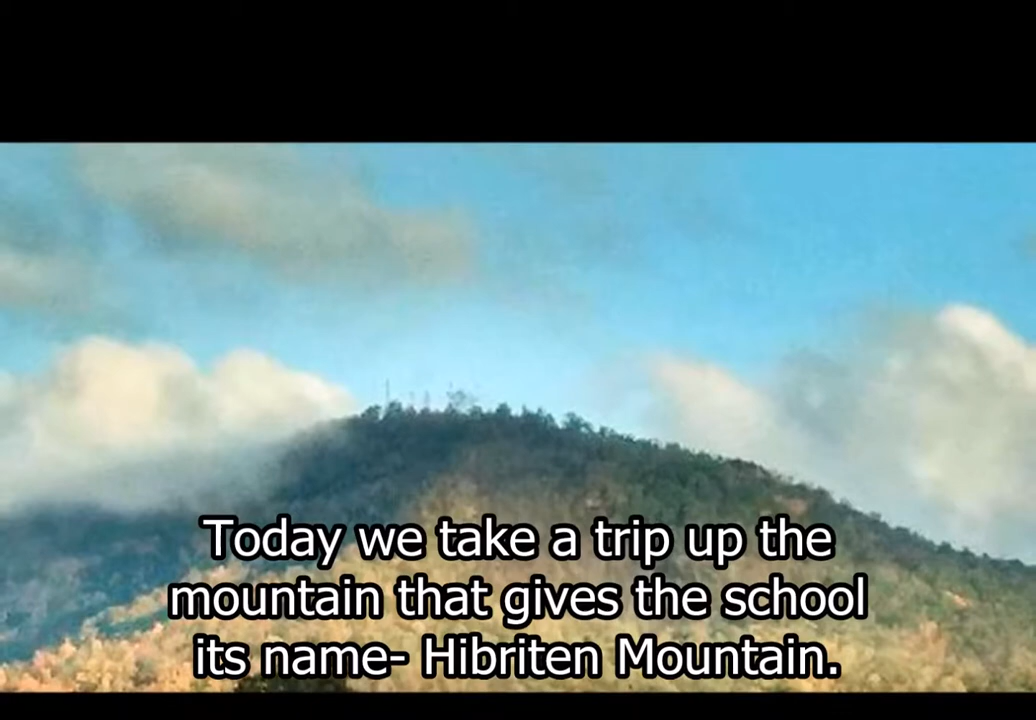 Today we take a trip up the
mountain that gives the school
its name- Hibriten Mountain.